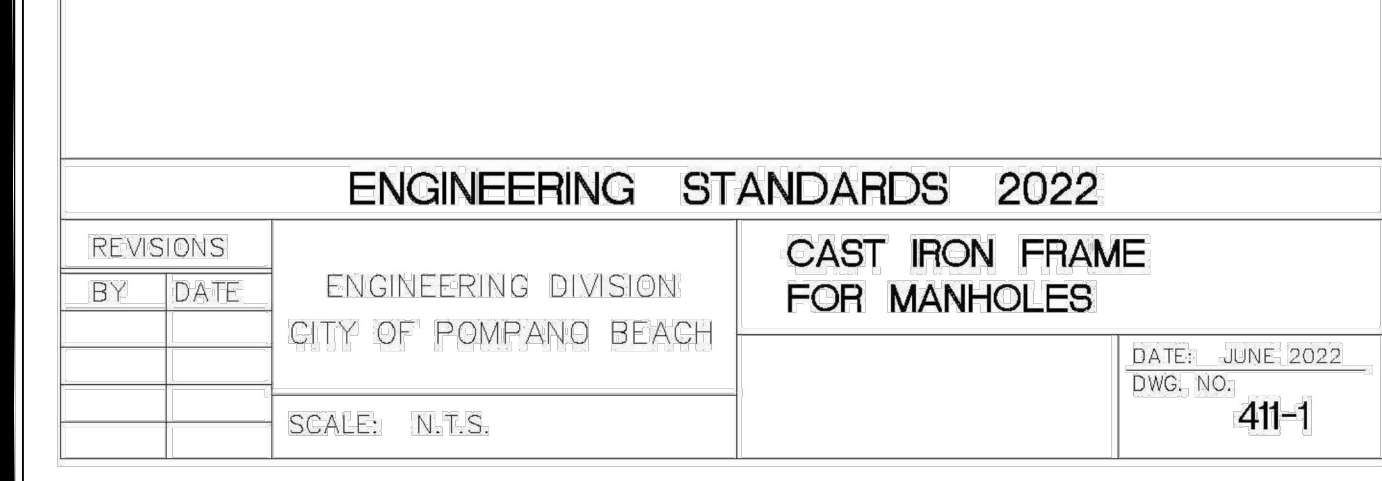 ENGINEERING STANDARDS 2022
REVISIONS
BY DATE
ENGINEERING DIVISION
CITY OF POMPANO BEACH
SCALE: N.T.S.
CAST IRON FRAME
FOR MANHOLES
DATE: JUNE 2022
DWG. NO.
411-1